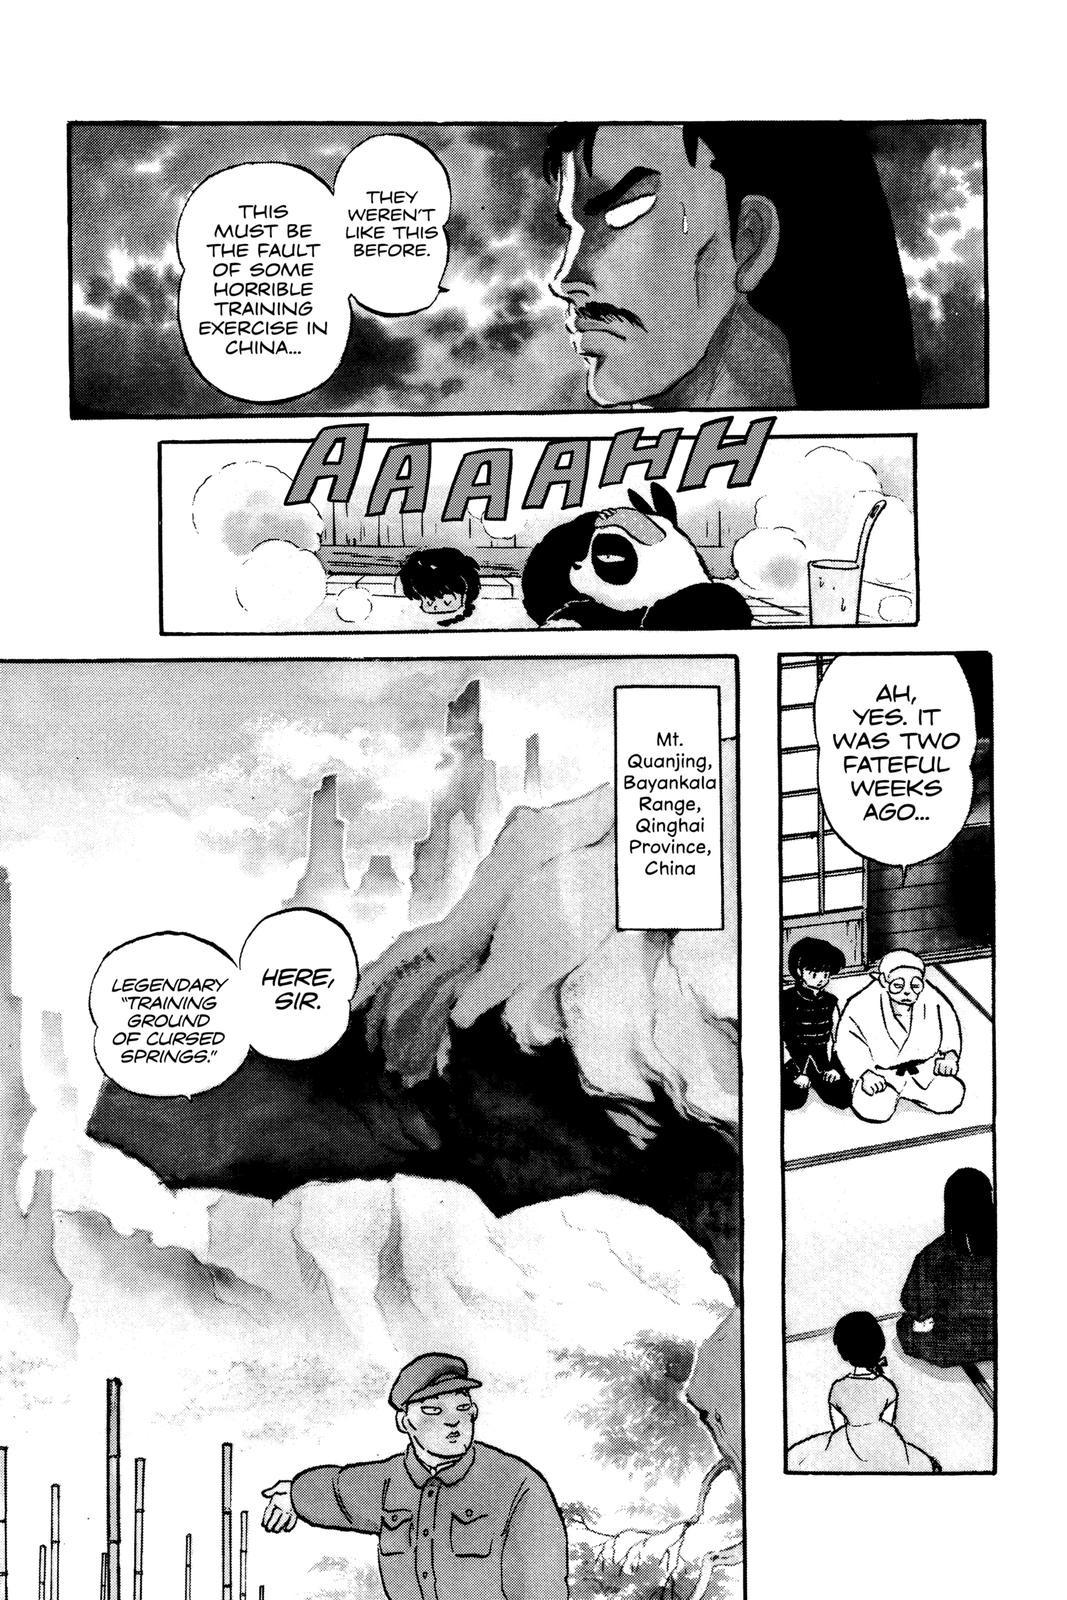 THEY
WEREN'T
LIKE THIS
BEFORE.
THIS
MUST BE
THE FAULT
OF SOME
HORRIBLE
TRAINING
EXERCISE IN
CHINA...
AAAAHH
AH,
YES. IT
WAS TWO
FATEFUL
WEEKS
AGO...
Mt.
Quanjing,
Bayankala
Range,
Qinghai
Province,
China
HERE,
SIR.
LEGENDARY
"TRAINING
GROUND
OF CURSED
SPRINGS."